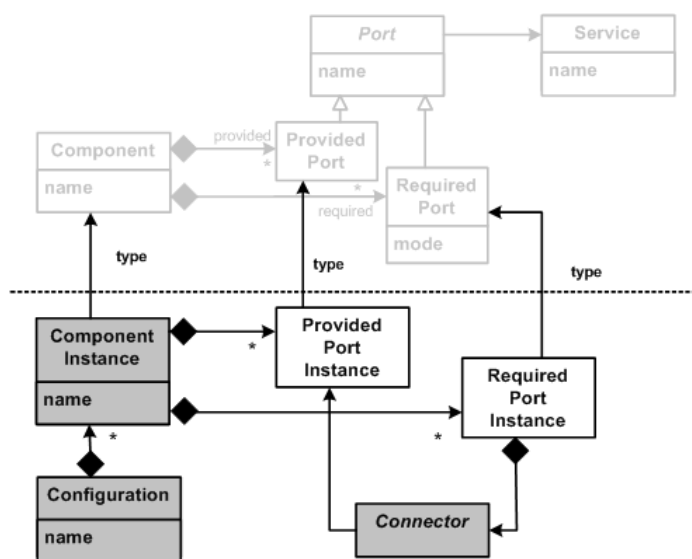 Port
name
Service
name
Component
name
provided
*
Provided
Port
*
required
Required
Port
mode
type
type
type
Component
Instance
name
*
Provided
Port
Instance
*
Required
Port
Instance
*
Configuration
name
Connector